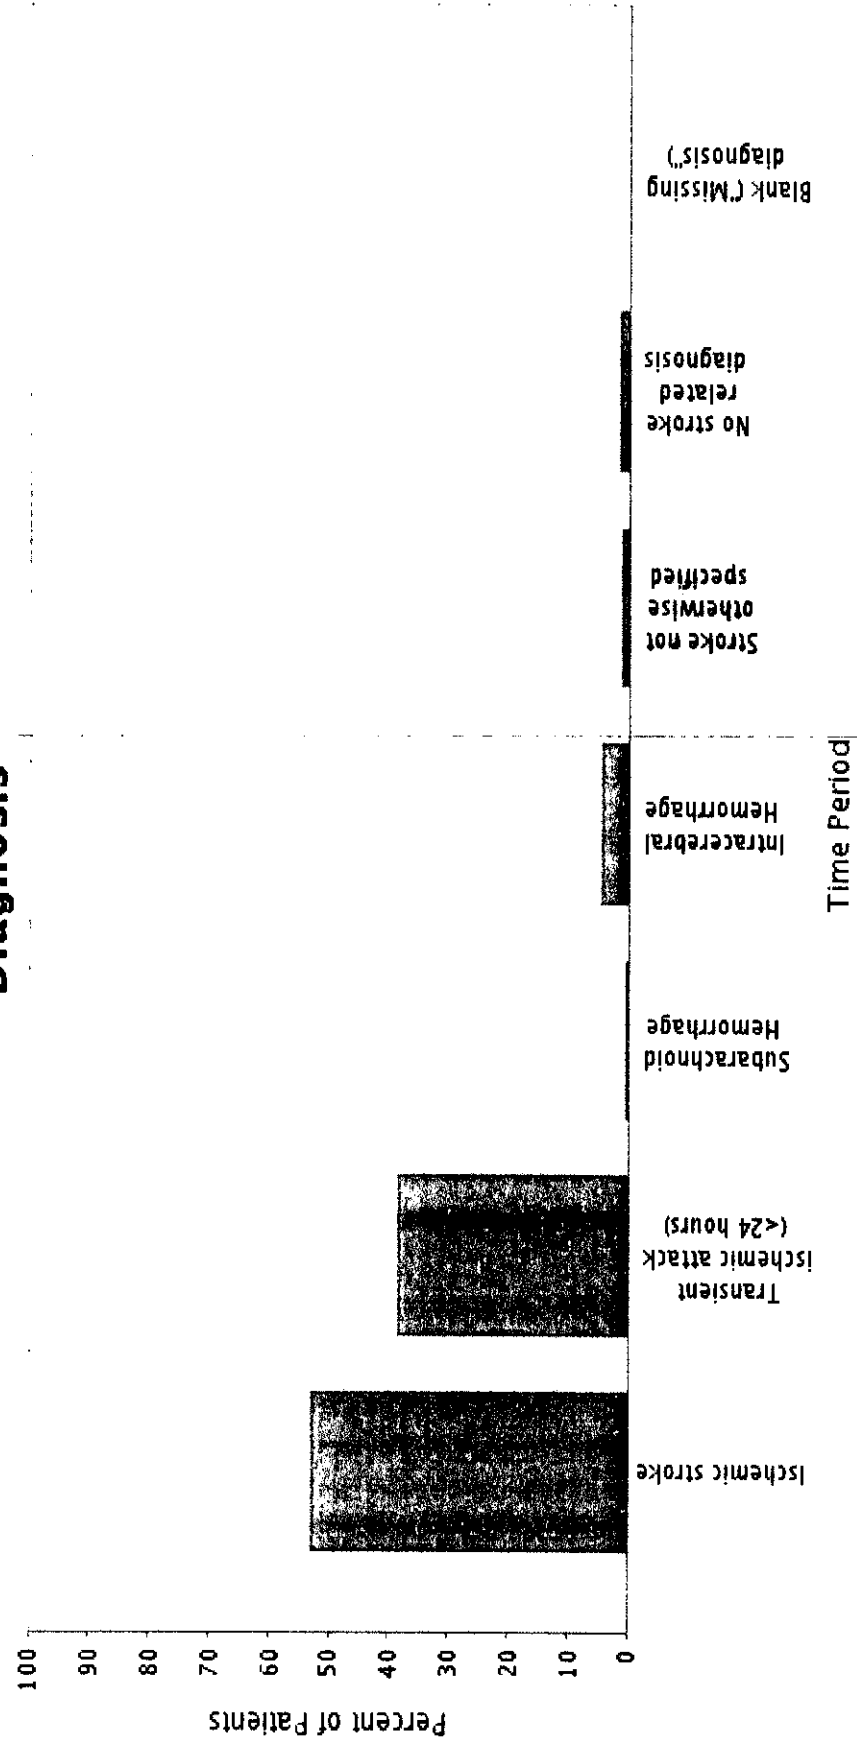 Diagnosis
Percent of Patients
100
90
80
70
60
50
40
30
20
10
0
Ischemic stroke
Transient
ischemic attack
(<24 hours)
Subarachnoid
Hemorrhage
Intracerebral
Hemorrhage
Stroke not
otherwise
specified
No stroke
related
diagnosis
Blank ("Missing
diagnosis")
Time Period